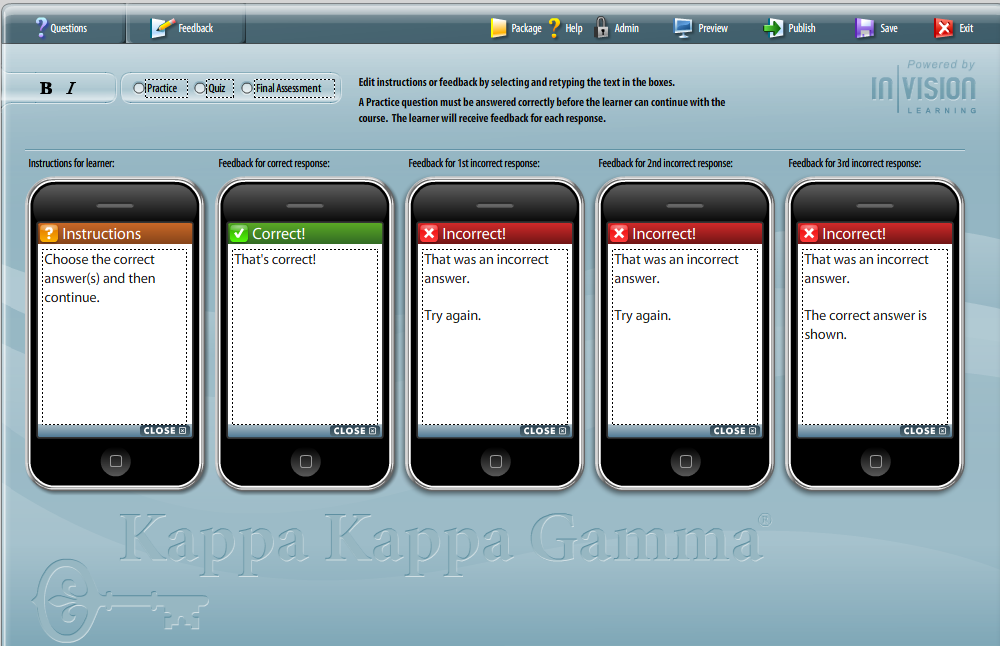 Questions
Feedback
Package
Help
Admin
Preview
Publish
Save
Exit
B I
Practice
Quiz
Final Assessment
Edit instructions or feedback by selecting and retyping the text in the boxes.
A Practice question must be answered correctly before the learner can continue with the
course. The learner will receive feedback for each response.
Powered by
inVISION
LEARNING
Instructions for learner:
Instructions
Choose the correct
answer(s) and then
continue.
CLOSE
Feedback for correct response:
Correct!
That's correct!
CLOSE
Feedback for 1st incorrect response:
Incorrect!
That was an incorrect
answer.
Try again.
CLOSE
Feedback for 2nd incorrect response:
Incorrect!
That was an incorrect
answer.
Try again.
CLOSE
Feedback for 3rd incorrect response:
Incorrect!
That was an incorrect
answer.
The correct answer is
shown.
CLOSE
Kappa Kappa Gamma®